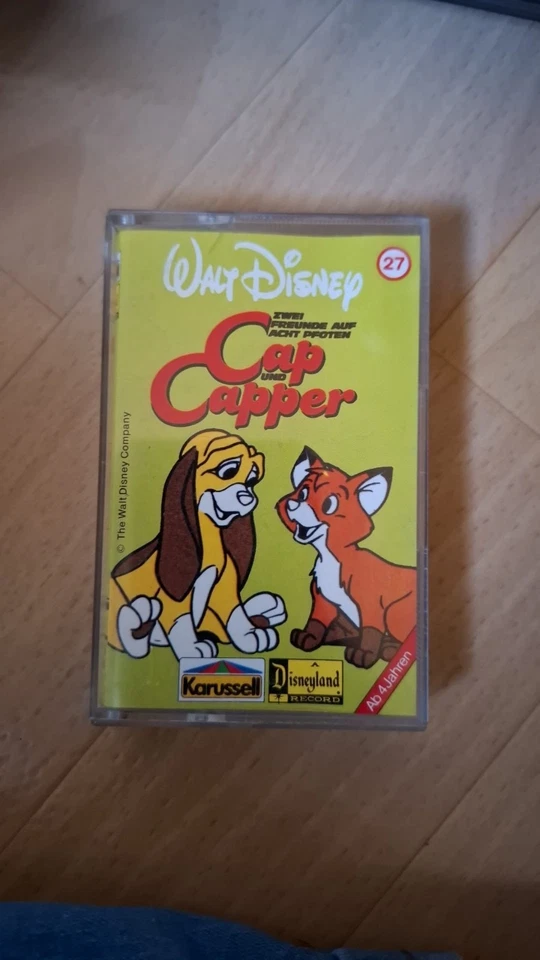 WALT DISNEY
27
ZWEI
FREUNDE AUF
ACHT PFOTEN
Cap
UND
Capper
© The Walt Disney Company
Karussell
Disneyland
RECORD
Ab 4 Jahren